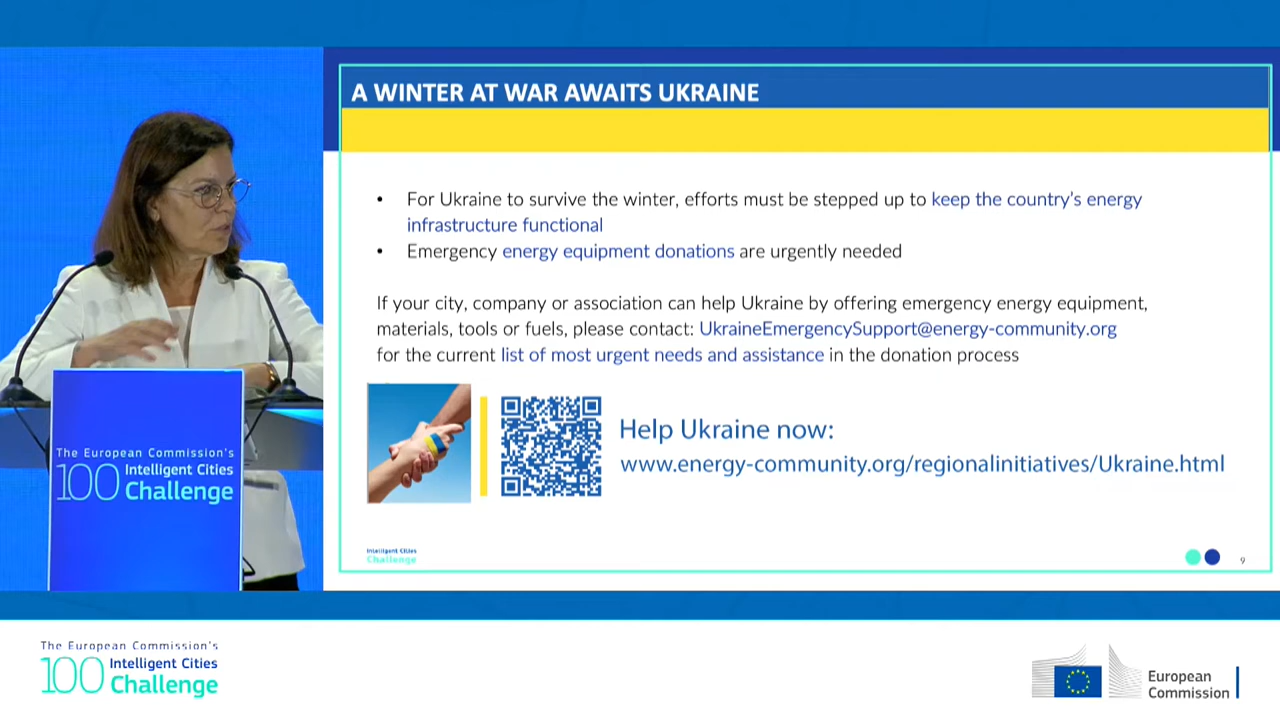 A WINTER AT WAR AWAITS UKRAINE
• For Ukraine to survive the winter, efforts must be stepped up to keep the country's energy
infrastructure functional
• Emergency energy equipment donations are urgently needed
If your city, company or association can help Ukraine by offering emergency energy equipment,
materials, tools or fuels, please contact: UkraineEmergencySupport@energy-community.org
for the current list of most urgent needs and assistance in the donation process
Help Ukraine now:
www.energy-community.org/regionalinitiatives/Ukraine.html
Intelligent Cities
Challenge
9
The European Commission's
100 Intelligent Cities
Challenge
The European Commission's
100 Intelligent Cities
Challenge
European
Commission